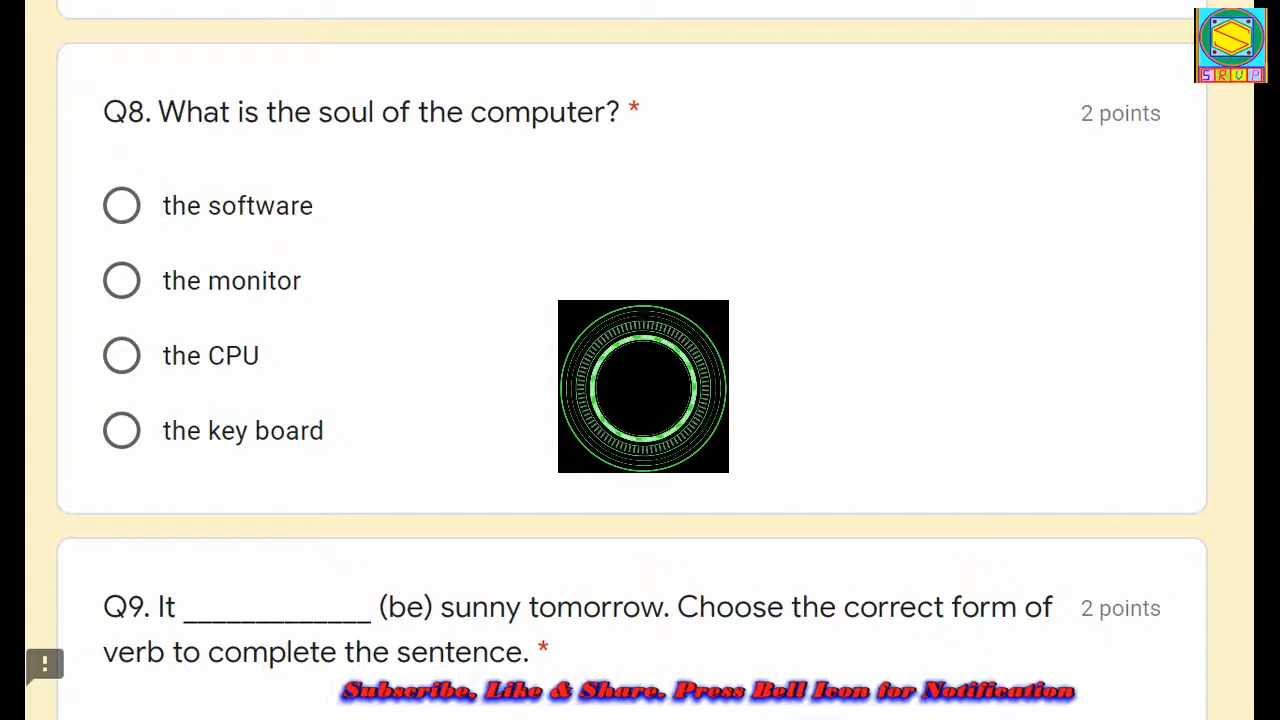 S
SRVP
Q8. What is the soul of the computer? *
2 points
the software
the monitor
the CPU
the key board
Q9. It _____________ (be) sunny tomorrow. Choose the correct form of
2 points
verb to complete the sentence. *
!
Subscribe, Like & Share, Press Bell Icon for Notification